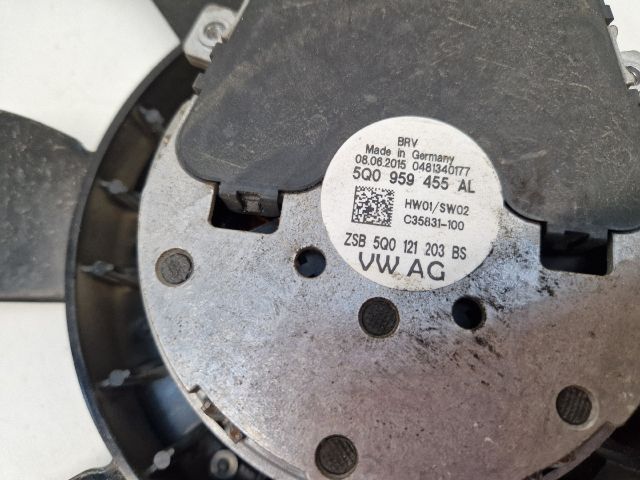 BRV
Made in Germany
08.06.2015 0481340177
5Q0 959 455 AL
HW01/SW02
C35831-100
ZSB 5Q0 121 203 BS
VW AG